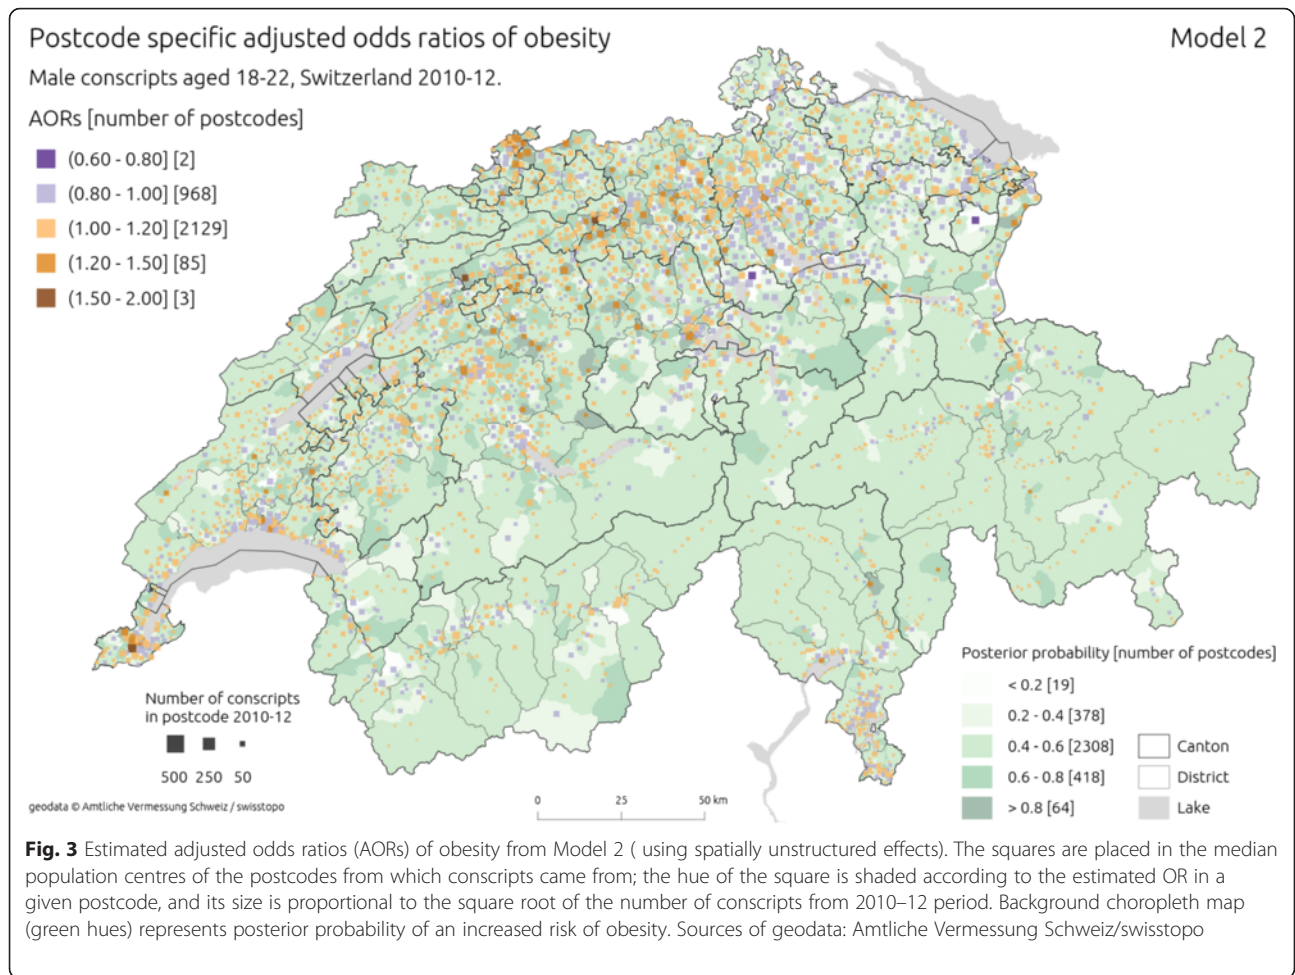 Postcode specific adjusted odds ratios of obesity
Model 2
Male conscripts aged 18-22, Switzerland 2010-12.
AORs [number of postcodes]
(0.60 - 0.80] [2]
(0.80 - 1.00] [968]
(1.00 - 1.20] [2129]
(1.20 - 1.50] [85]
(1.50 - 2.00] [3]
Posterior probability [number of postcodes]
< 0.2 [19]
0.2 - 0.4 [378]
0.4 - 0.6 [2308]
0.6 - 0.8 [418]
> 0.8 [64]
Canton
District
Lake
Number of conscripts
in postcode 2010-12
500 250 50
geodata © Amtliche Vermessung Schweiz / swisstopo
0 25 50 km
Fig. 3 Estimated adjusted odds ratios (AORs) of obesity from Model 2 ( using spatially unstructured effects). The squares are placed in the median
population centres of the postcodes from which conscripts came from; the hue of the square is shaded according to the estimated OR in a
given postcode, and its size is proportional to the square root of the number of conscripts from 2010–12 period. Background choropleth map
(green hues) represents posterior probability of an increased risk of obesity. Sources of geodata: Amtliche Vermessung Schweiz/swisstopo